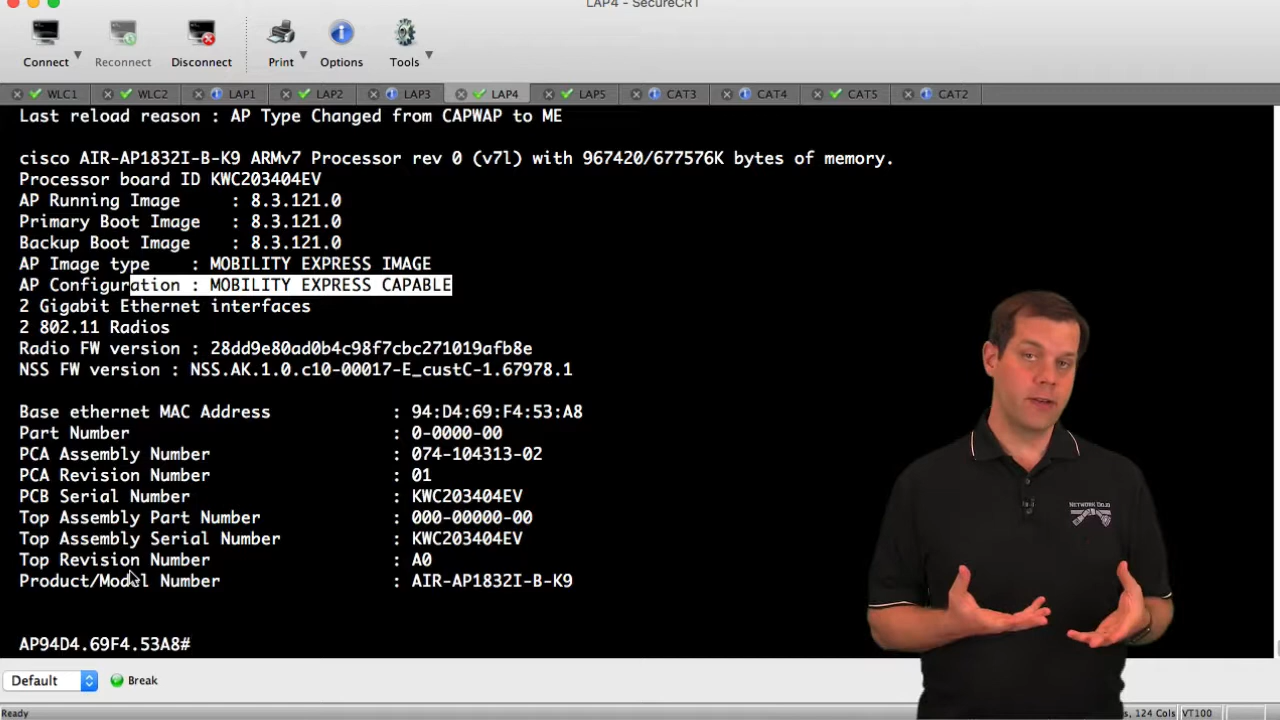 LAP4 - SecureCRT
Connect
Reconnect
Disconnect
Print
Options
Tools
WLC1
WLC2
LAP1
LAP2
LAP3
LAP4
LAP5
CAT3
CAT4
CAT5
CAT2
Last reload reason : AP Type Changed from CAPWAP to ME
cisco AIR-AP1832I-B-K9 ARMv7 Processor rev 0 (v7l) with 967420/677576K bytes of memory.
Processor board ID KWC203404EV
AP Running Image : 8.3.121.0
Primary Boot Image : 8.3.121.0
Backup Boot Image : 8.3.121.0
AP Image type : MOBILITY EXPRESS IMAGE
AP Configuration : MOBILITY EXPRESS CAPABLE
2 Gigabit Ethernet interfaces
2 802.11 Radios
Radio FW version : 28dd9e80ad0b4c98f7cbc271019afb8e
NSS FW version : NSS.AK.1.0.c10-00017-E_custC-1.67978.1
Base ethernet MAC Address : 94:D4:69:F4:53:A8
Part Number : 0-0000-00
PCA Assembly Number : 074-104313-02
PCA Revision Number : 01
PCB Serial Number : KWC203404EV
Top Assembly Part Number : 000-00000-00
Top Assembly Serial Number : KWC203404EV
Top Revision Number : A0
Product/Model Number : AIR-AP1832I-B-K9
AP94D4.69F4.53A8#
NETWORK DOJO
Default
Break
Ready
s, 124 Cols
VT100